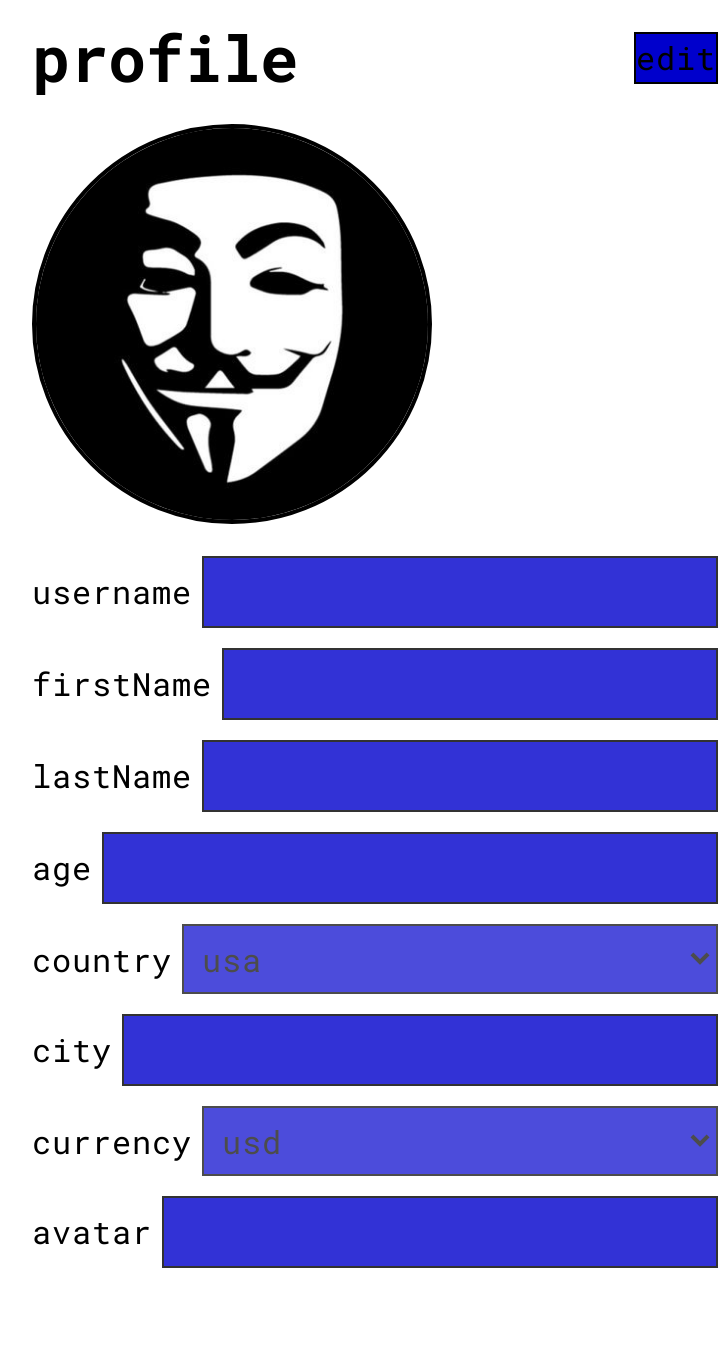 profile
edit
username
firstName
lastName
age
country usa
city
currency usd
avatar